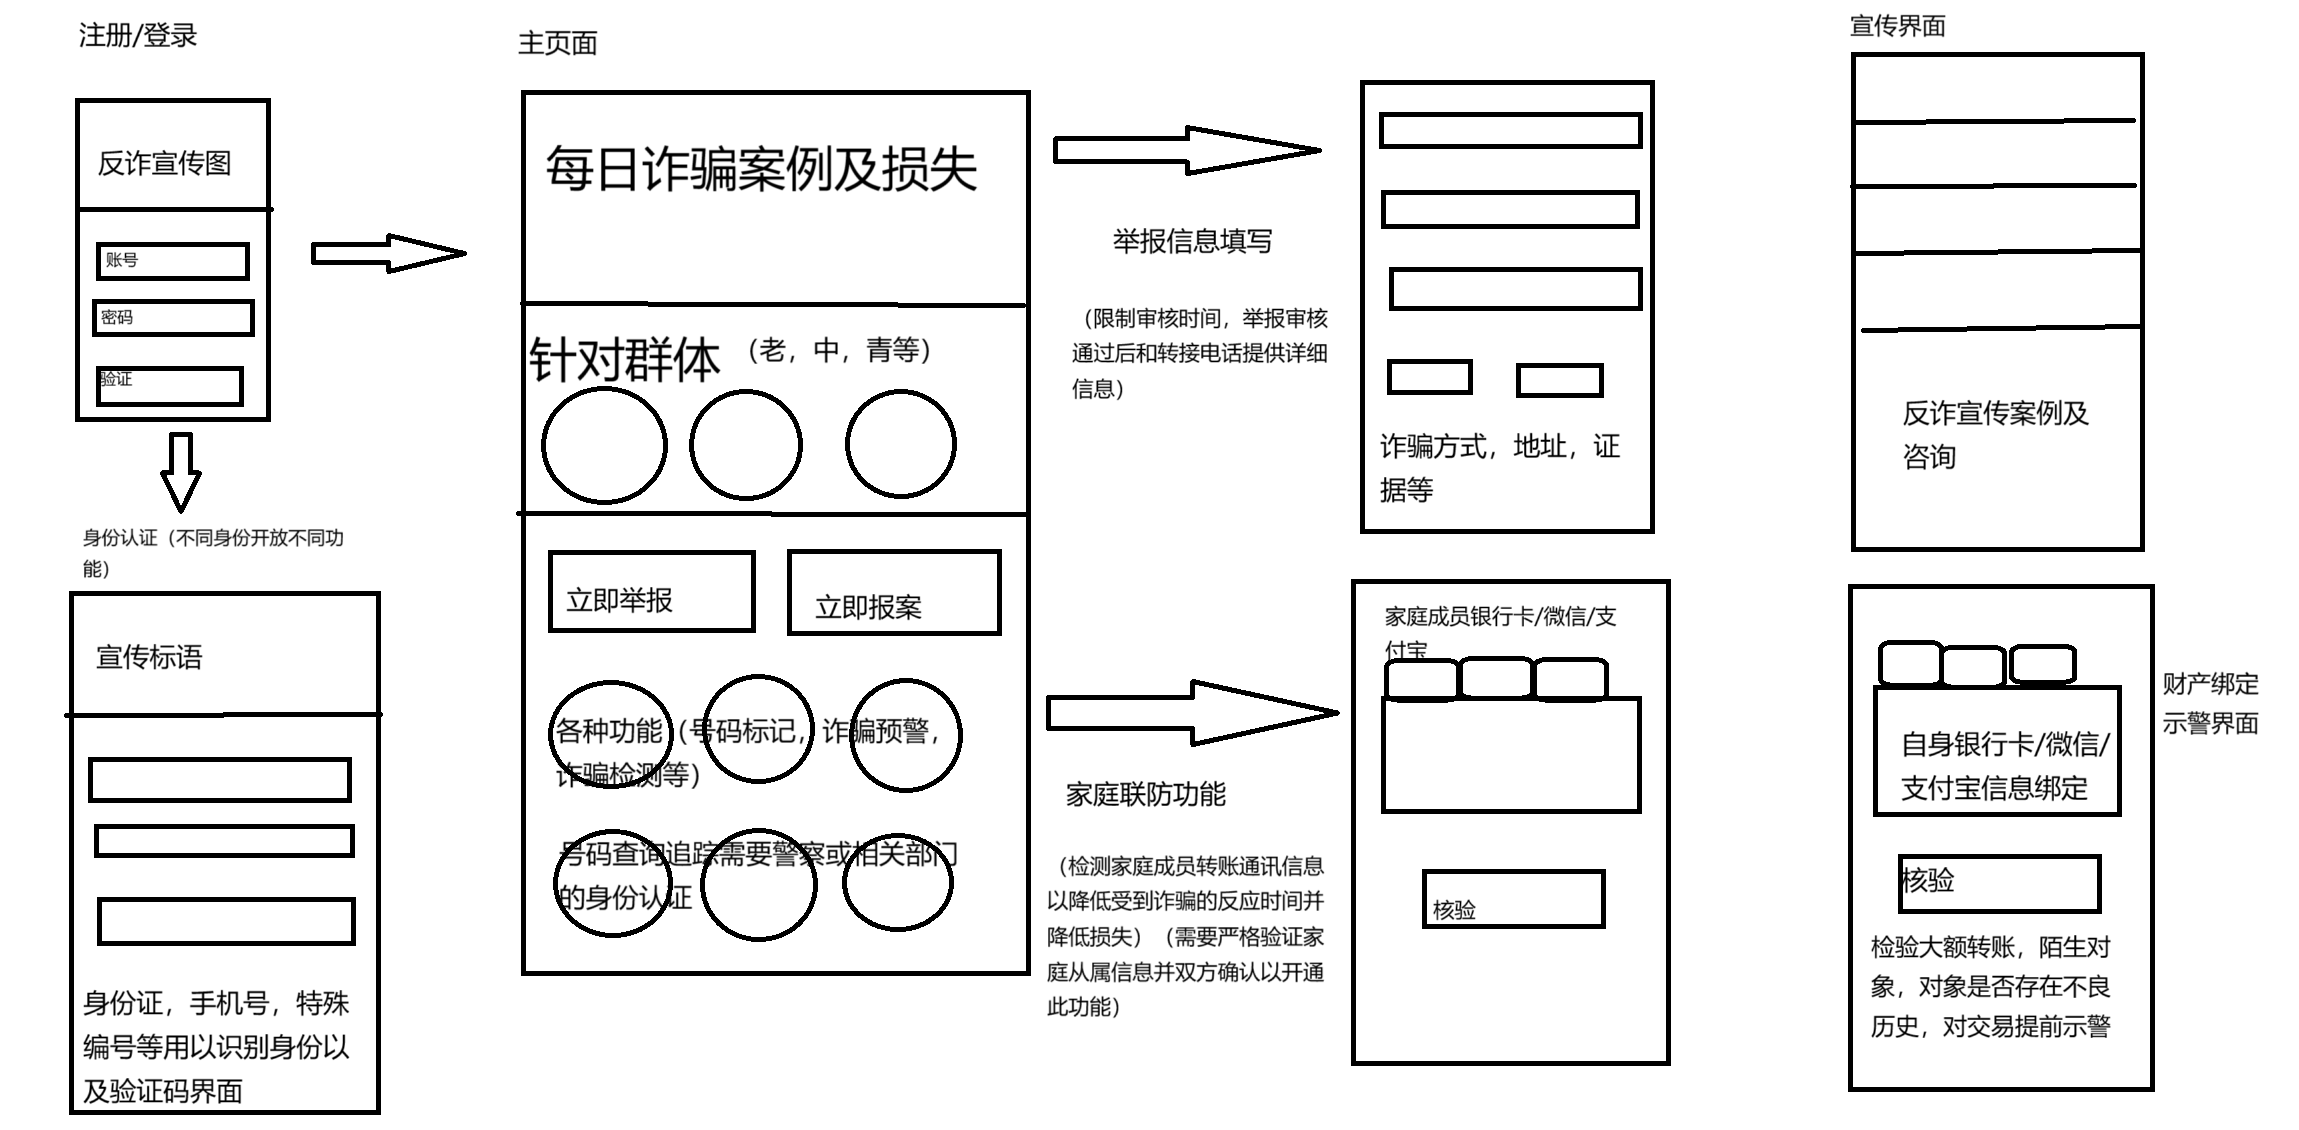 注册/登录
反诈宣传图
账号
密码
验证
身份认证（不同身份开放不同功
能）
宣传标语
身份证，手机号，特殊
编号等用以识别身份以
及验证码界面
主页面
每日诈骗案例及损失
针对群体（老，中，青等）
立即举报
立即报案
各种功能（号码标记，诈骗预警，
诈骗检测等）
号码查询追踪需要警察或相关部门
的身份认证
举报信息填写
（限制审核时间，举报审核
通过后和转接电话提供详细
信息）
诈骗方式，地址，证
据等
家庭联防功能
（检测家庭成员转账通讯信息
以降低受到诈骗的反应时间并
降低损失）（需要严格验证家
庭从属信息并双方确认以开通
此功能）
家庭成员银行卡/微信/支
付宝
核验
宣传界面
反诈宣传案例及
咨询
自身银行卡/微信/
支付宝信息绑定
核验
检验大额转账，陌生对
象，对象是否存在不良
历史，对交易提前示警
财产绑定
示警界面